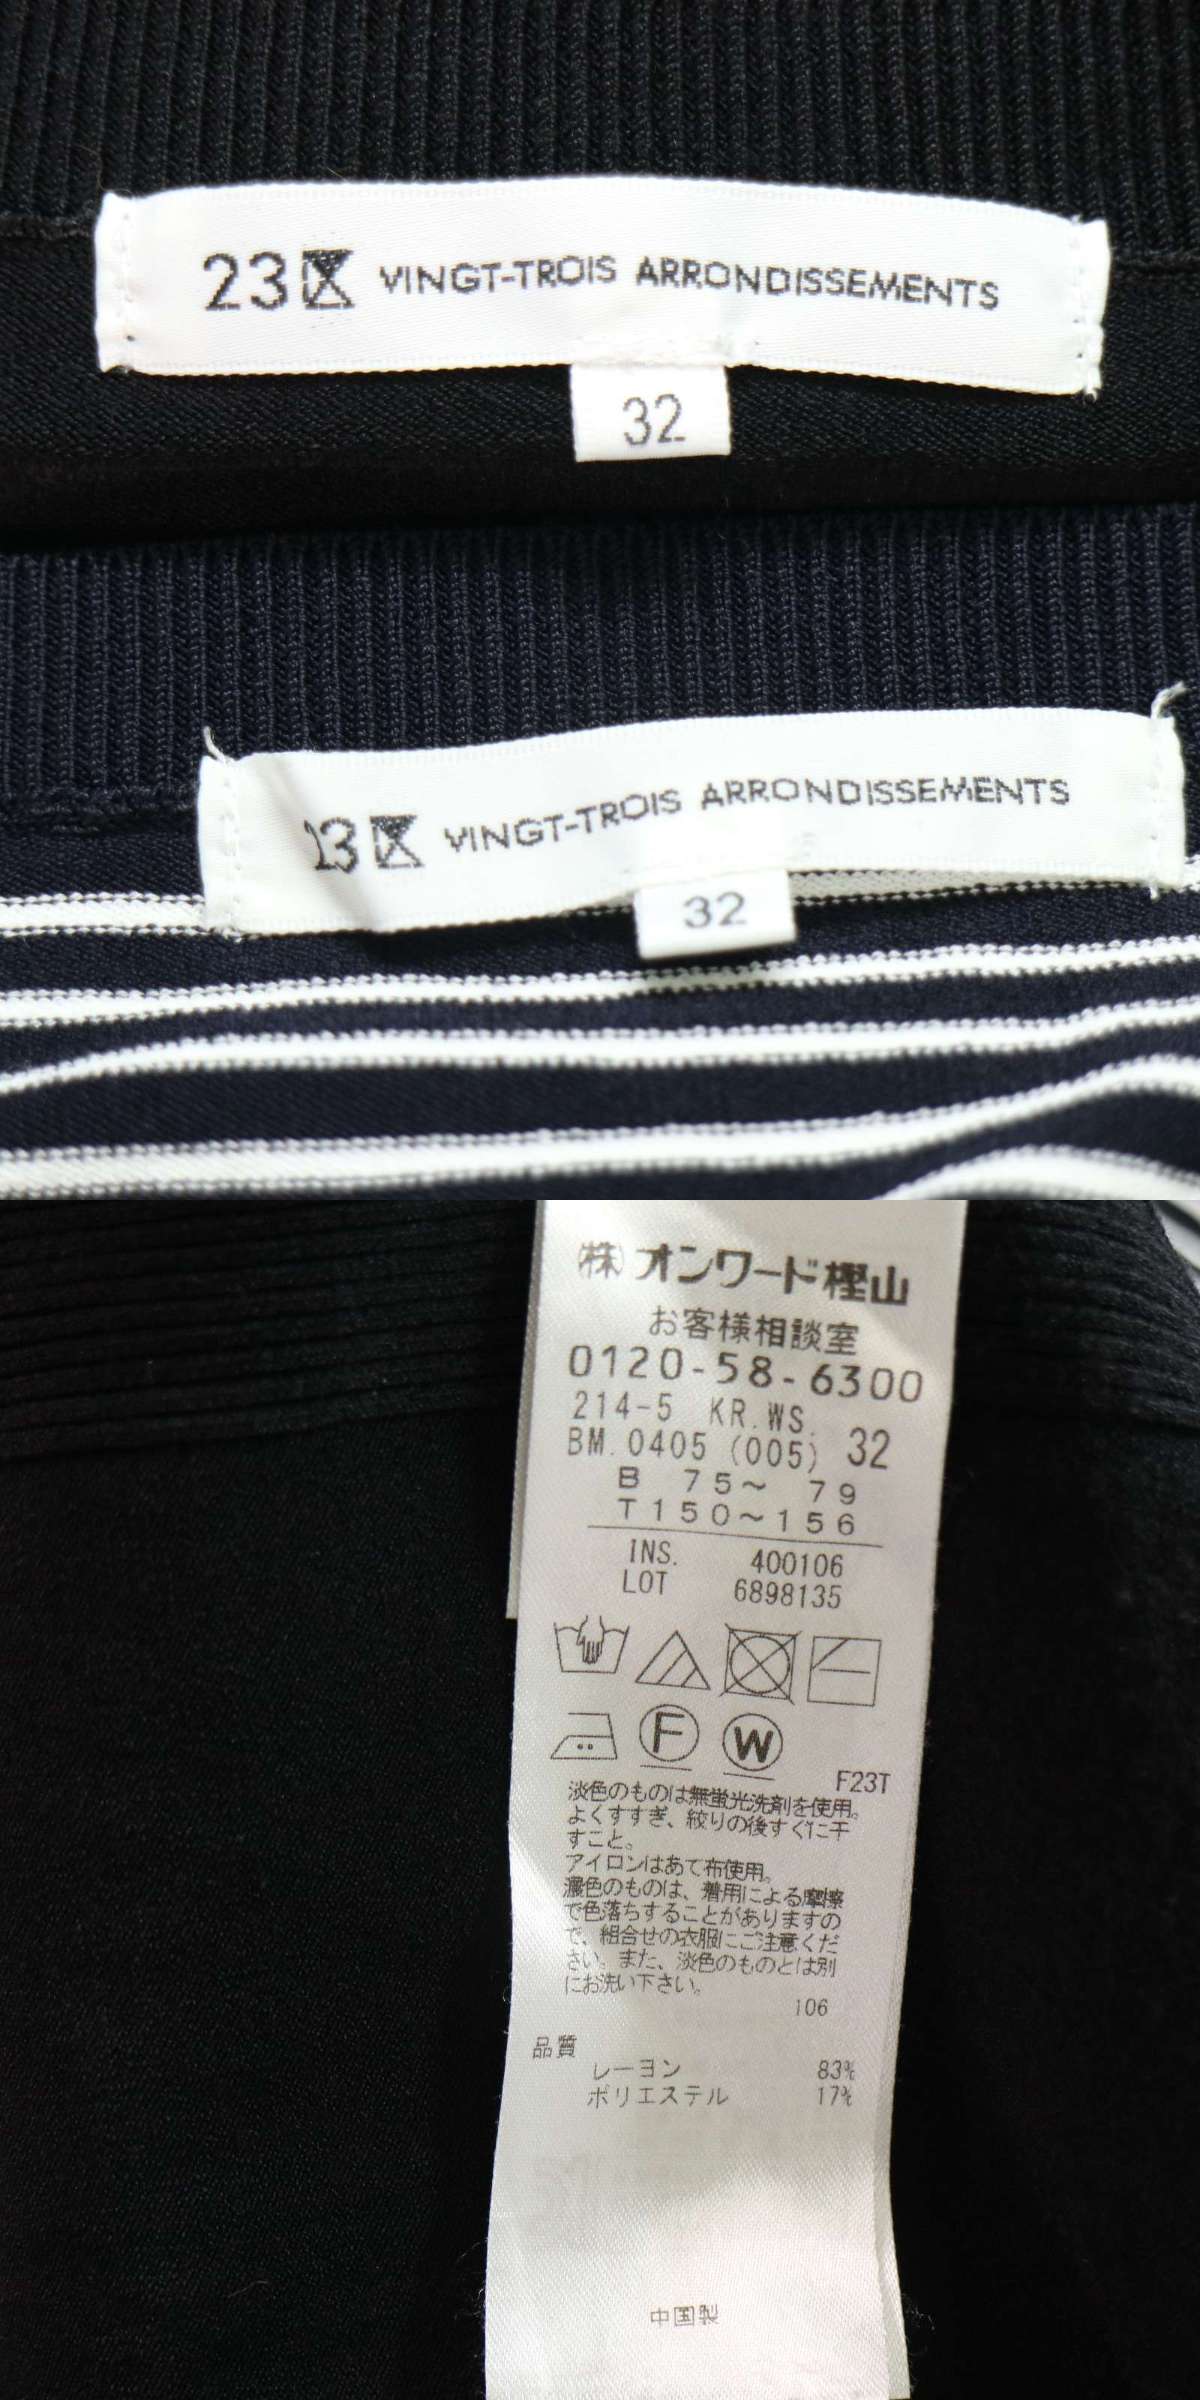 23区 VINGT-TROIS ARRONDISSEMENTS
32
23区 VINGT-TROIS ARRONDISSEMENTS
32
(株)オンワード樫山
お客様相談室
0120-58-6300
214-5 KR.WS.
BM.0405 (005) 32
B 75～ 79
T150～156
INS. 400106
LOT 6898135
F
W
F23T
淡色のものは無蛍光洗剤を使用。
よくすすぎ、絞りの後すぐに干
すこと。
アイロンはあて布使用。
濃色のものは、着用による摩擦
で色落ちすることがありますの
で、組合せの衣服にご注意くだ
さい。また、淡色のものとは別
にお洗い下さい。
106
品質
レーヨン 83%
ポリエステル 17%
中国製